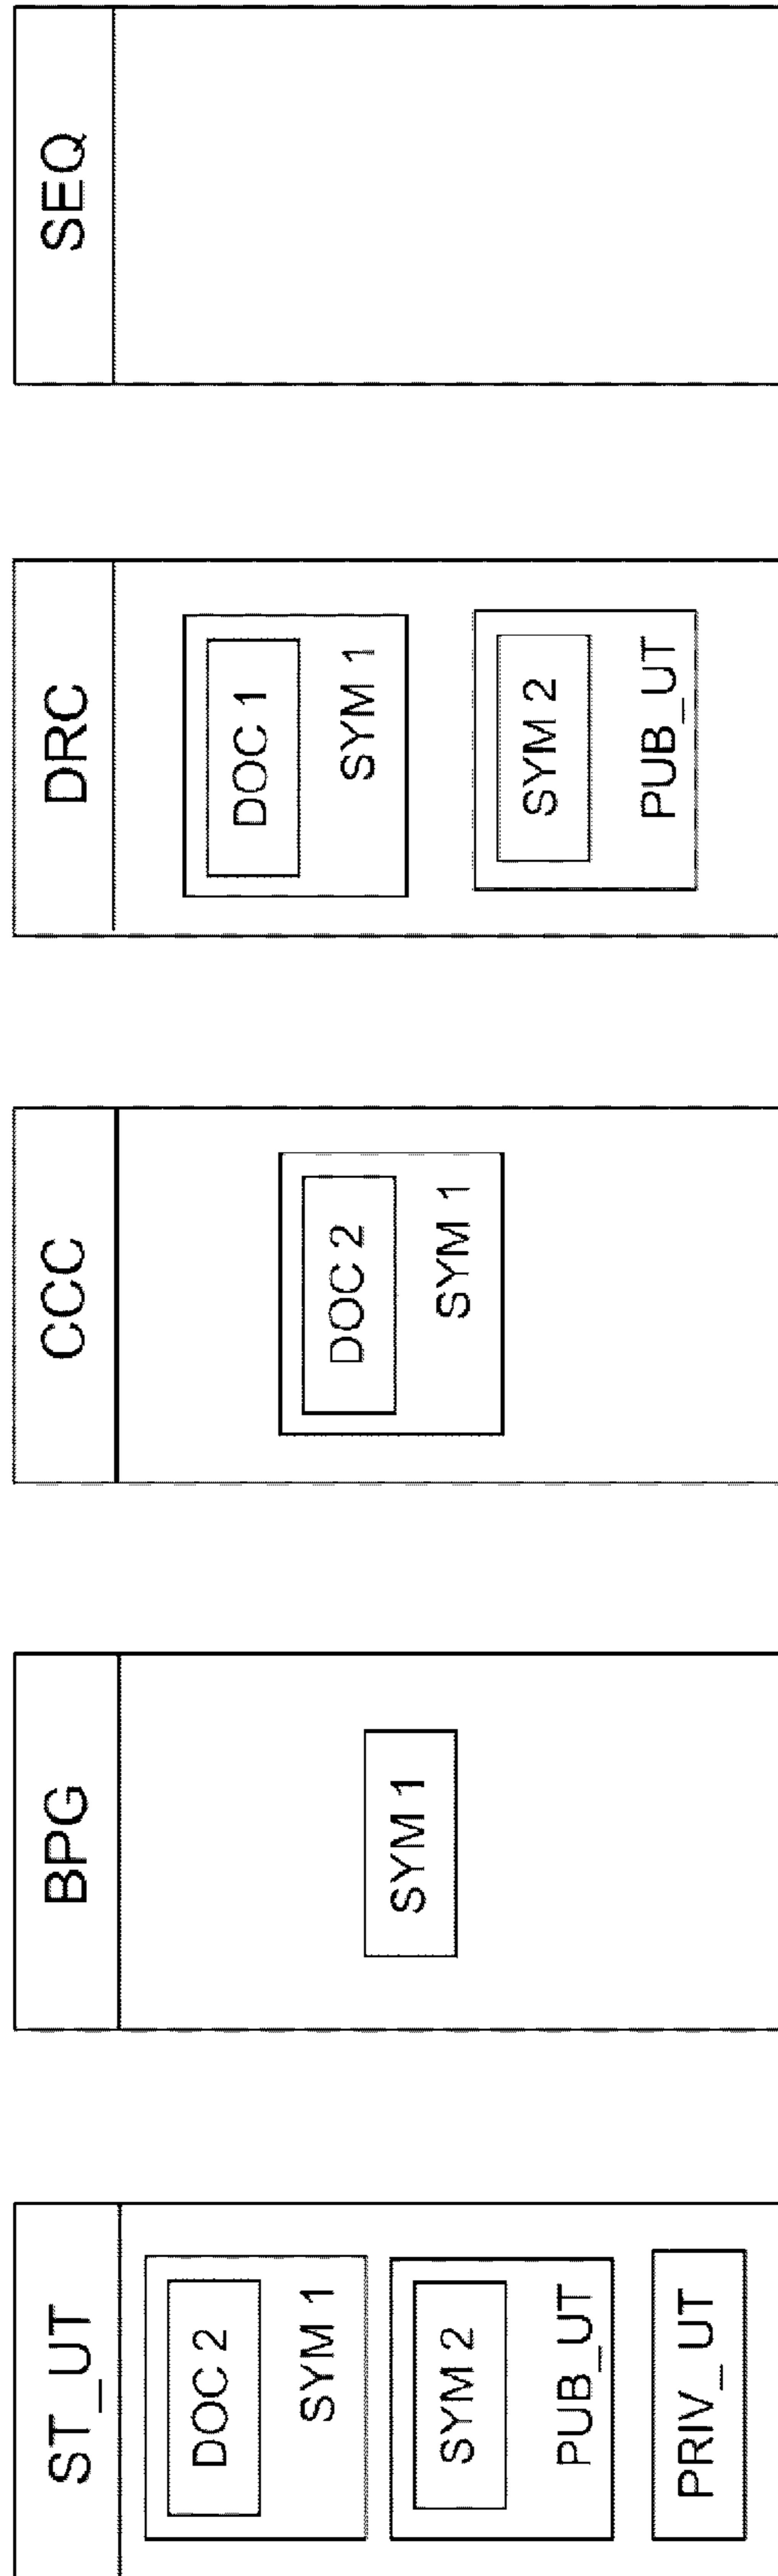 ST_UT
DOC 2
SYM 1
SYM 2
PUB_UT
PRIV_UT
BPG
SYM 1
CCC
DOC 2
SYM 1
DRC
DOC 1
SYM 1
SYM 2
PUB_UT
SEQ